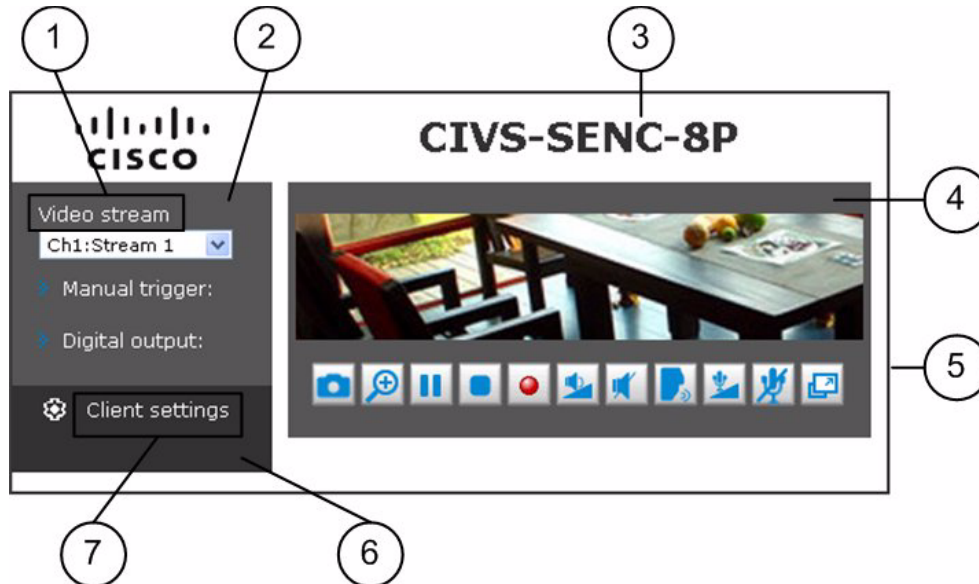 1
2
3
CISCO
CIVS-SENC-8P
Video stream
4
Ch1:Stream 1
Manual trigger:
Digital output:
5
Client settings
7
6